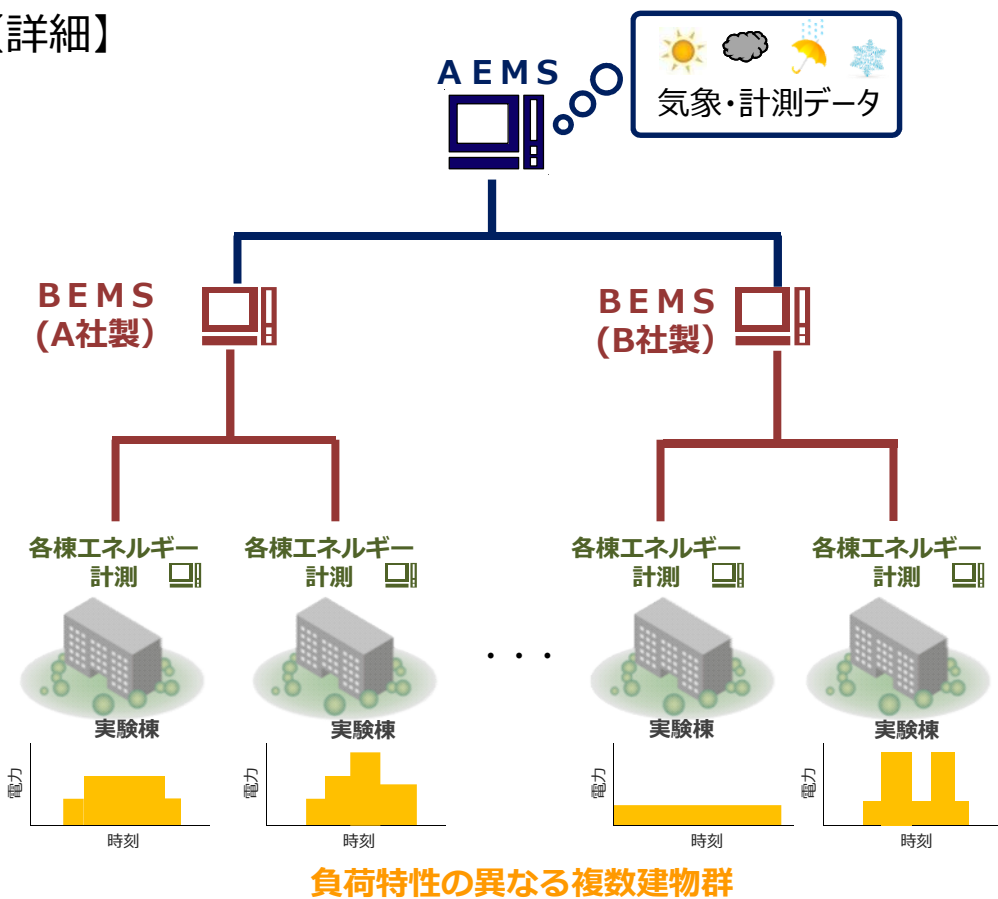 【詳細】
ＡＥＭＳ
気象・計測データ
ＢＥＭＳ
(A社製）
ＢＥＭＳ
(B社製）
各棟エネルギー
計測
各棟エネルギー
計測
各棟エネルギー
計測
各棟エネルギー
計測
・・・
実験棟
実験棟
実験棟
実験棟
電力
時刻
電力
時刻
電力
時刻
電力
時刻
負荷特性の異なる複数建物群